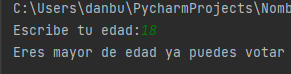 C:\Users\danbu\PycharmProjects\Nomb
Escribe tu edad:18
Eres mayor de edad ya puedes votar